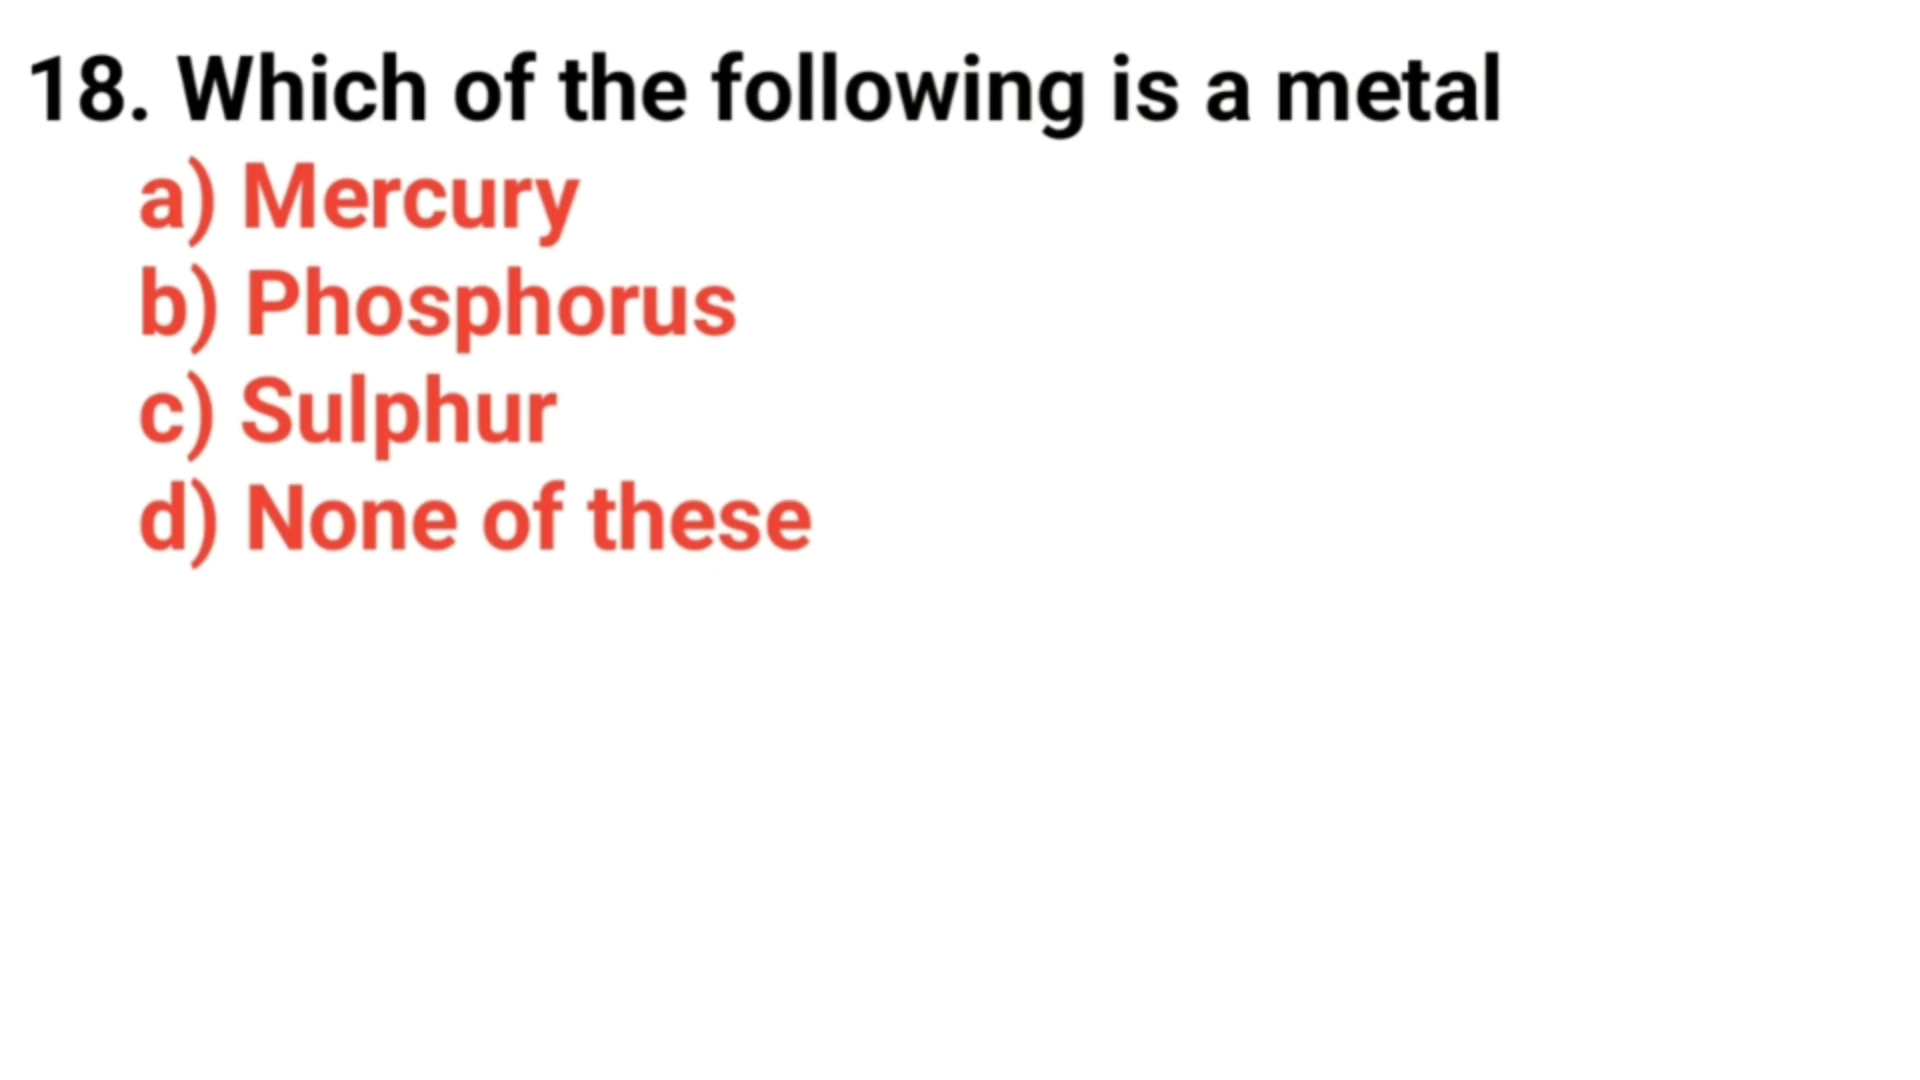 18. Which of the following is a metal
a) Mercury
b) Phosphorus
c) Sulphur
d) None of these